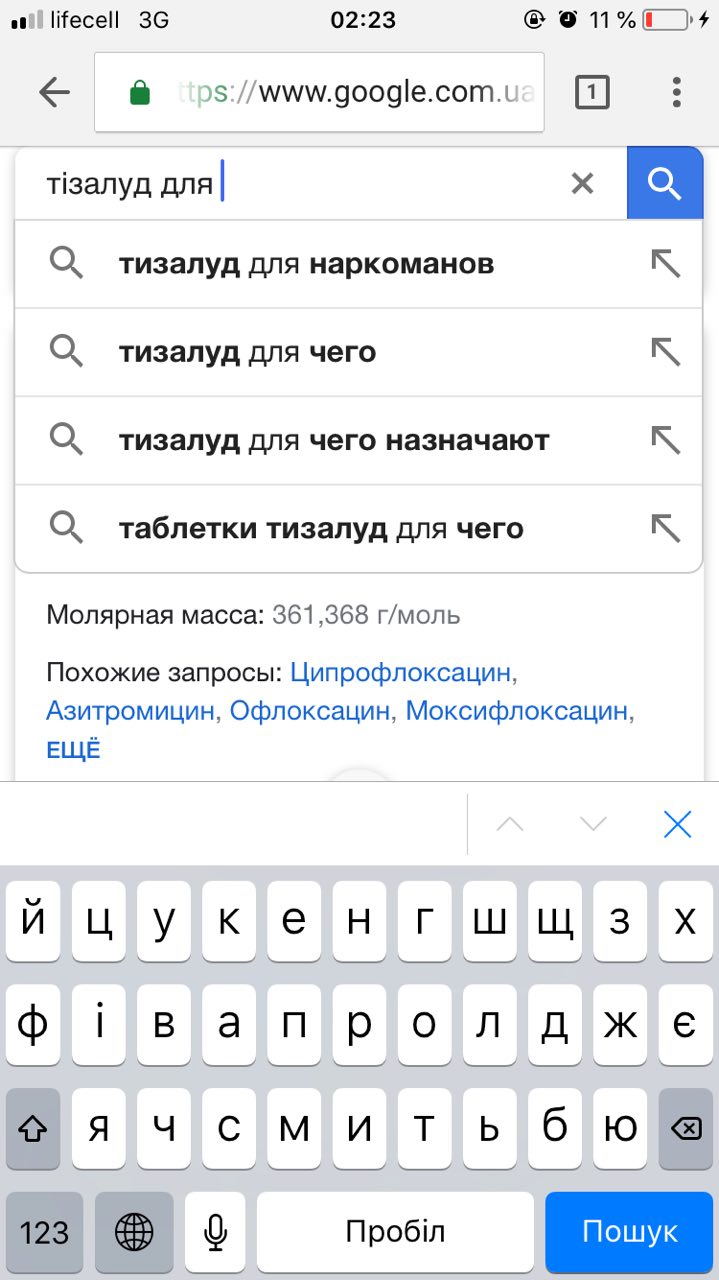 lifecell 3G 02:23 11 %
ttps://www.google.com.ua 1
тізалуд для
тизалуд для наркоманов
тизалуд для чего
тизалуд для чего назначают
таблетки тизалуд для чего
Молярная масса: 361,368 г/моль
Похожие запросы: Ципрофлоксацин,
Азитромицин, Офлоксацин, Моксифлоксацин,
ЕЩЁ
й ц у к е н г ш щ з х
ф і в а п р о л д ж є
я ч с м и т ь б ю
123 Пробіл Пошук